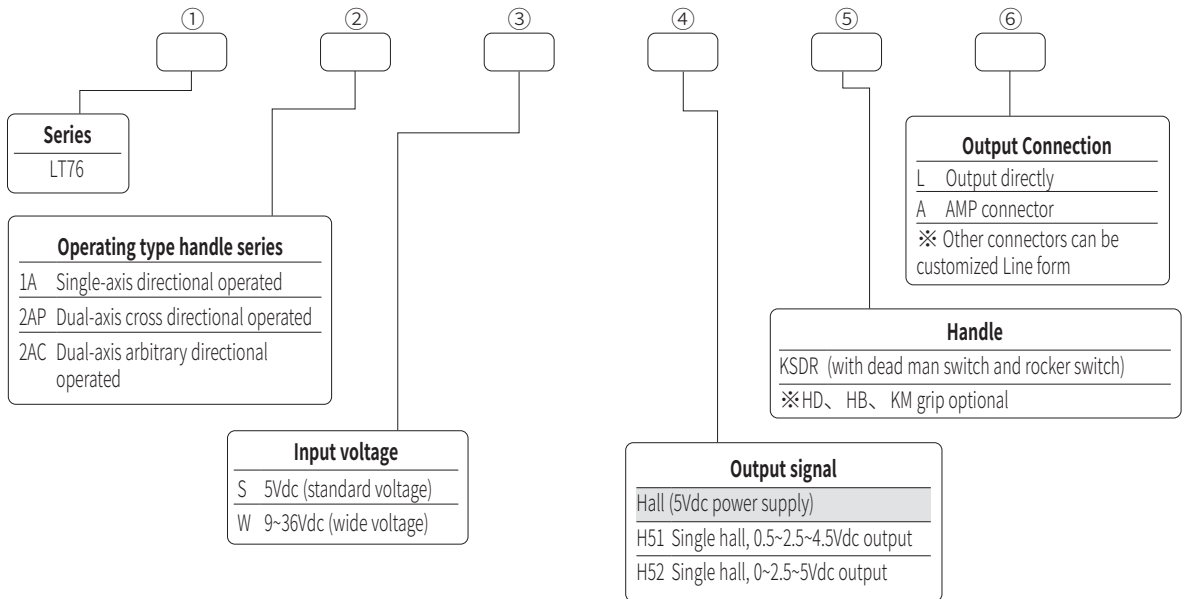 ① ② ③ ④ ⑤ ⑥
Series
LT76
Operating type handle series
1A Single-axis directional operated
2AP Dual-axis cross directional operated
2AC Dual-axis arbitrary directional
operated
Input voltage
S 5Vdc (standard voltage)
W 9~36Vdc (wide voltage)
Output signal
Hall (5Vdc power supply)
H51 Single hall, 0.5~2.5~4.5Vdc output
H52 Single hall, 0~2.5~5Vdc output
Handle
KSDR (with dead man switch and rocker switch)
※HD、 HB、 KM grip optional
Output Connection
L Output directly
A AMP connector
※ Other connectors can be
customized Line form